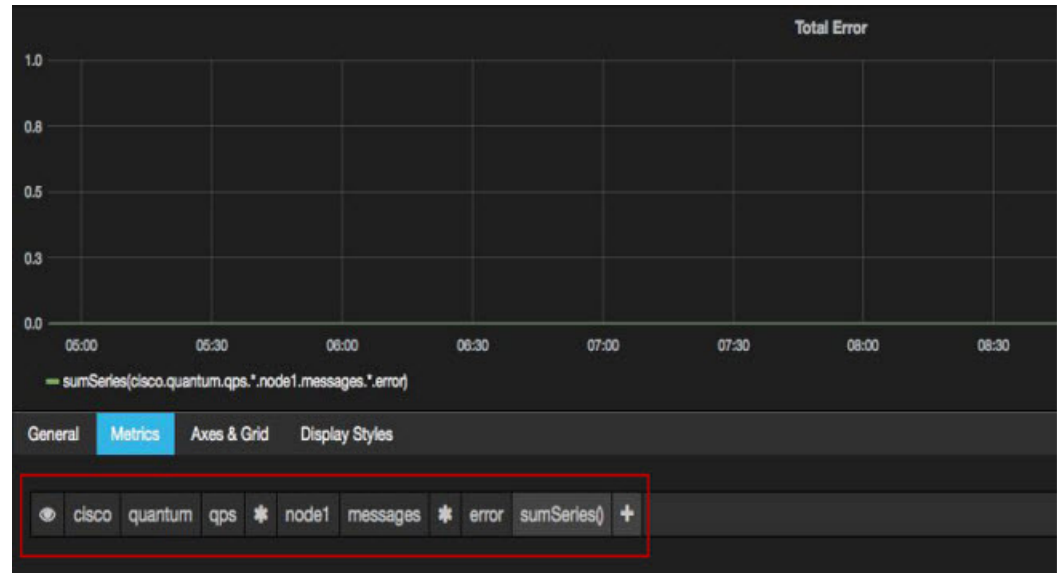 Total Error
1.0
0.8
0.5
0.3
0.0
05:00 05:30 06:00 06:30 07:00 07:30 08:00 08:30
sumSeries(cisco.quantum.qps.*.node1.messages.*.error)
General Metrics Axes & Grid Display Styles
cisco quantum qps * node1 messages * error sumSeries() +